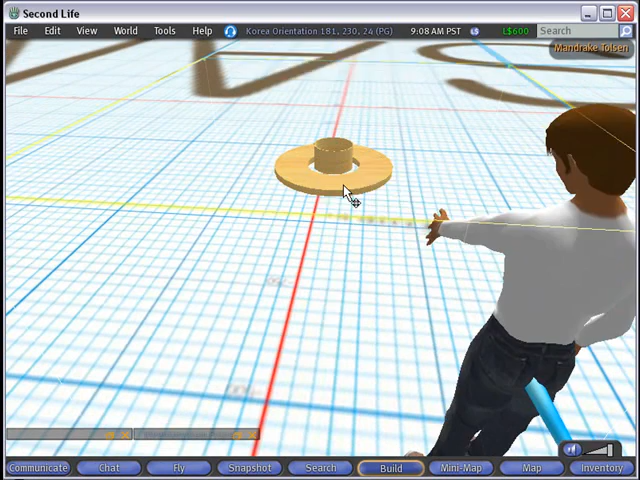 Second Life
File Edit View World Tools Help Korea Orientation 181, 230, 24 (PG) 9:08 AM PST L$600 Search
Mandrake Tolsen
Communicate Chat Fly Snapshot Search Build Mini-Map Map Inventory